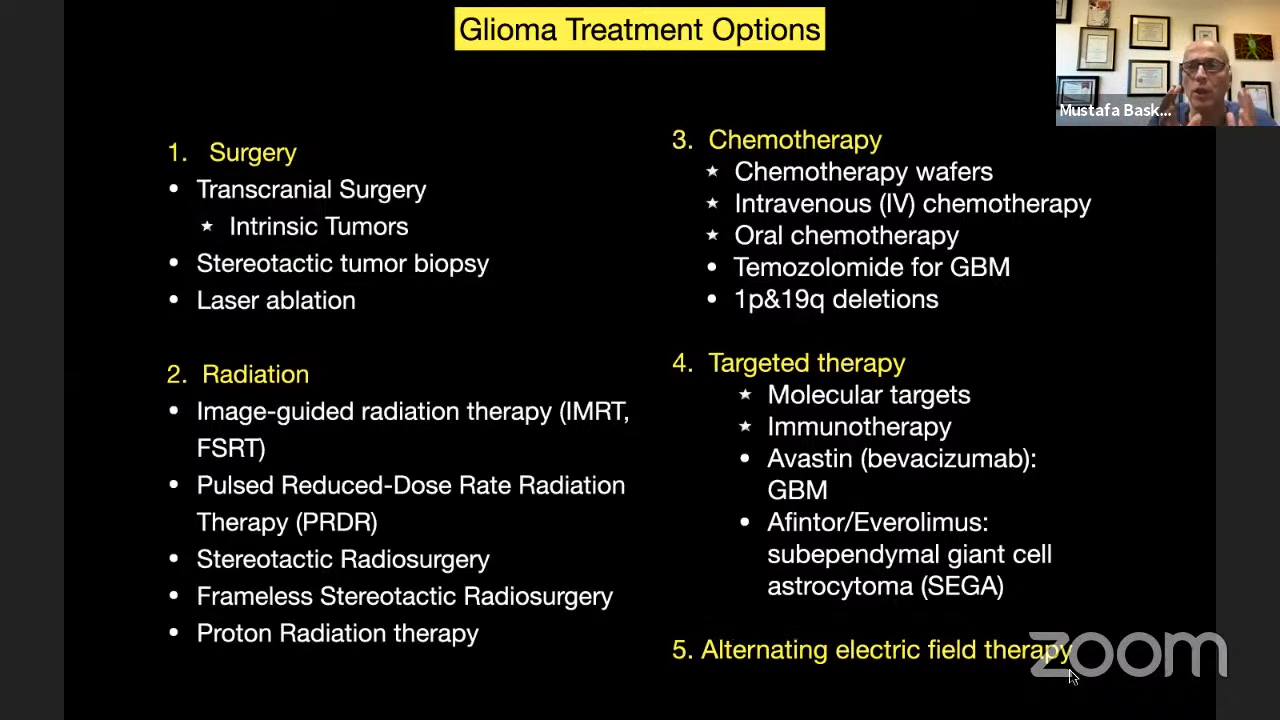 Glioma Treatment Options
Mustafa Bask...
1. Surgery
• Transcranial Surgery
★ Intrinsic Tumors
• Stereotactic tumor biopsy
• Laser ablation
2. Radiation
• Image-guided radiation therapy (IMRT,
FSRT)
• Pulsed Reduced-Dose Rate Radiation
Therapy (PRDR)
• Stereotactic Radiosurgery
• Frameless Stereotactic Radiosurgery
• Proton Radiation therapy
3. Chemotherapy
★ Chemotherapy wafers
★ Intravenous (IV) chemotherapy
★ Oral chemotherapy
• Temozolomide for GBM
• 1p&19q deletions
4. Targeted therapy
★ Molecular targets
★ Immunotherapy
• Avastin (bevacizumab):
GBM
• Afintor/Everolimus:
subependymal giant cell
astrocytoma (SEGA)
5. Alternating electric field therapy
zoom